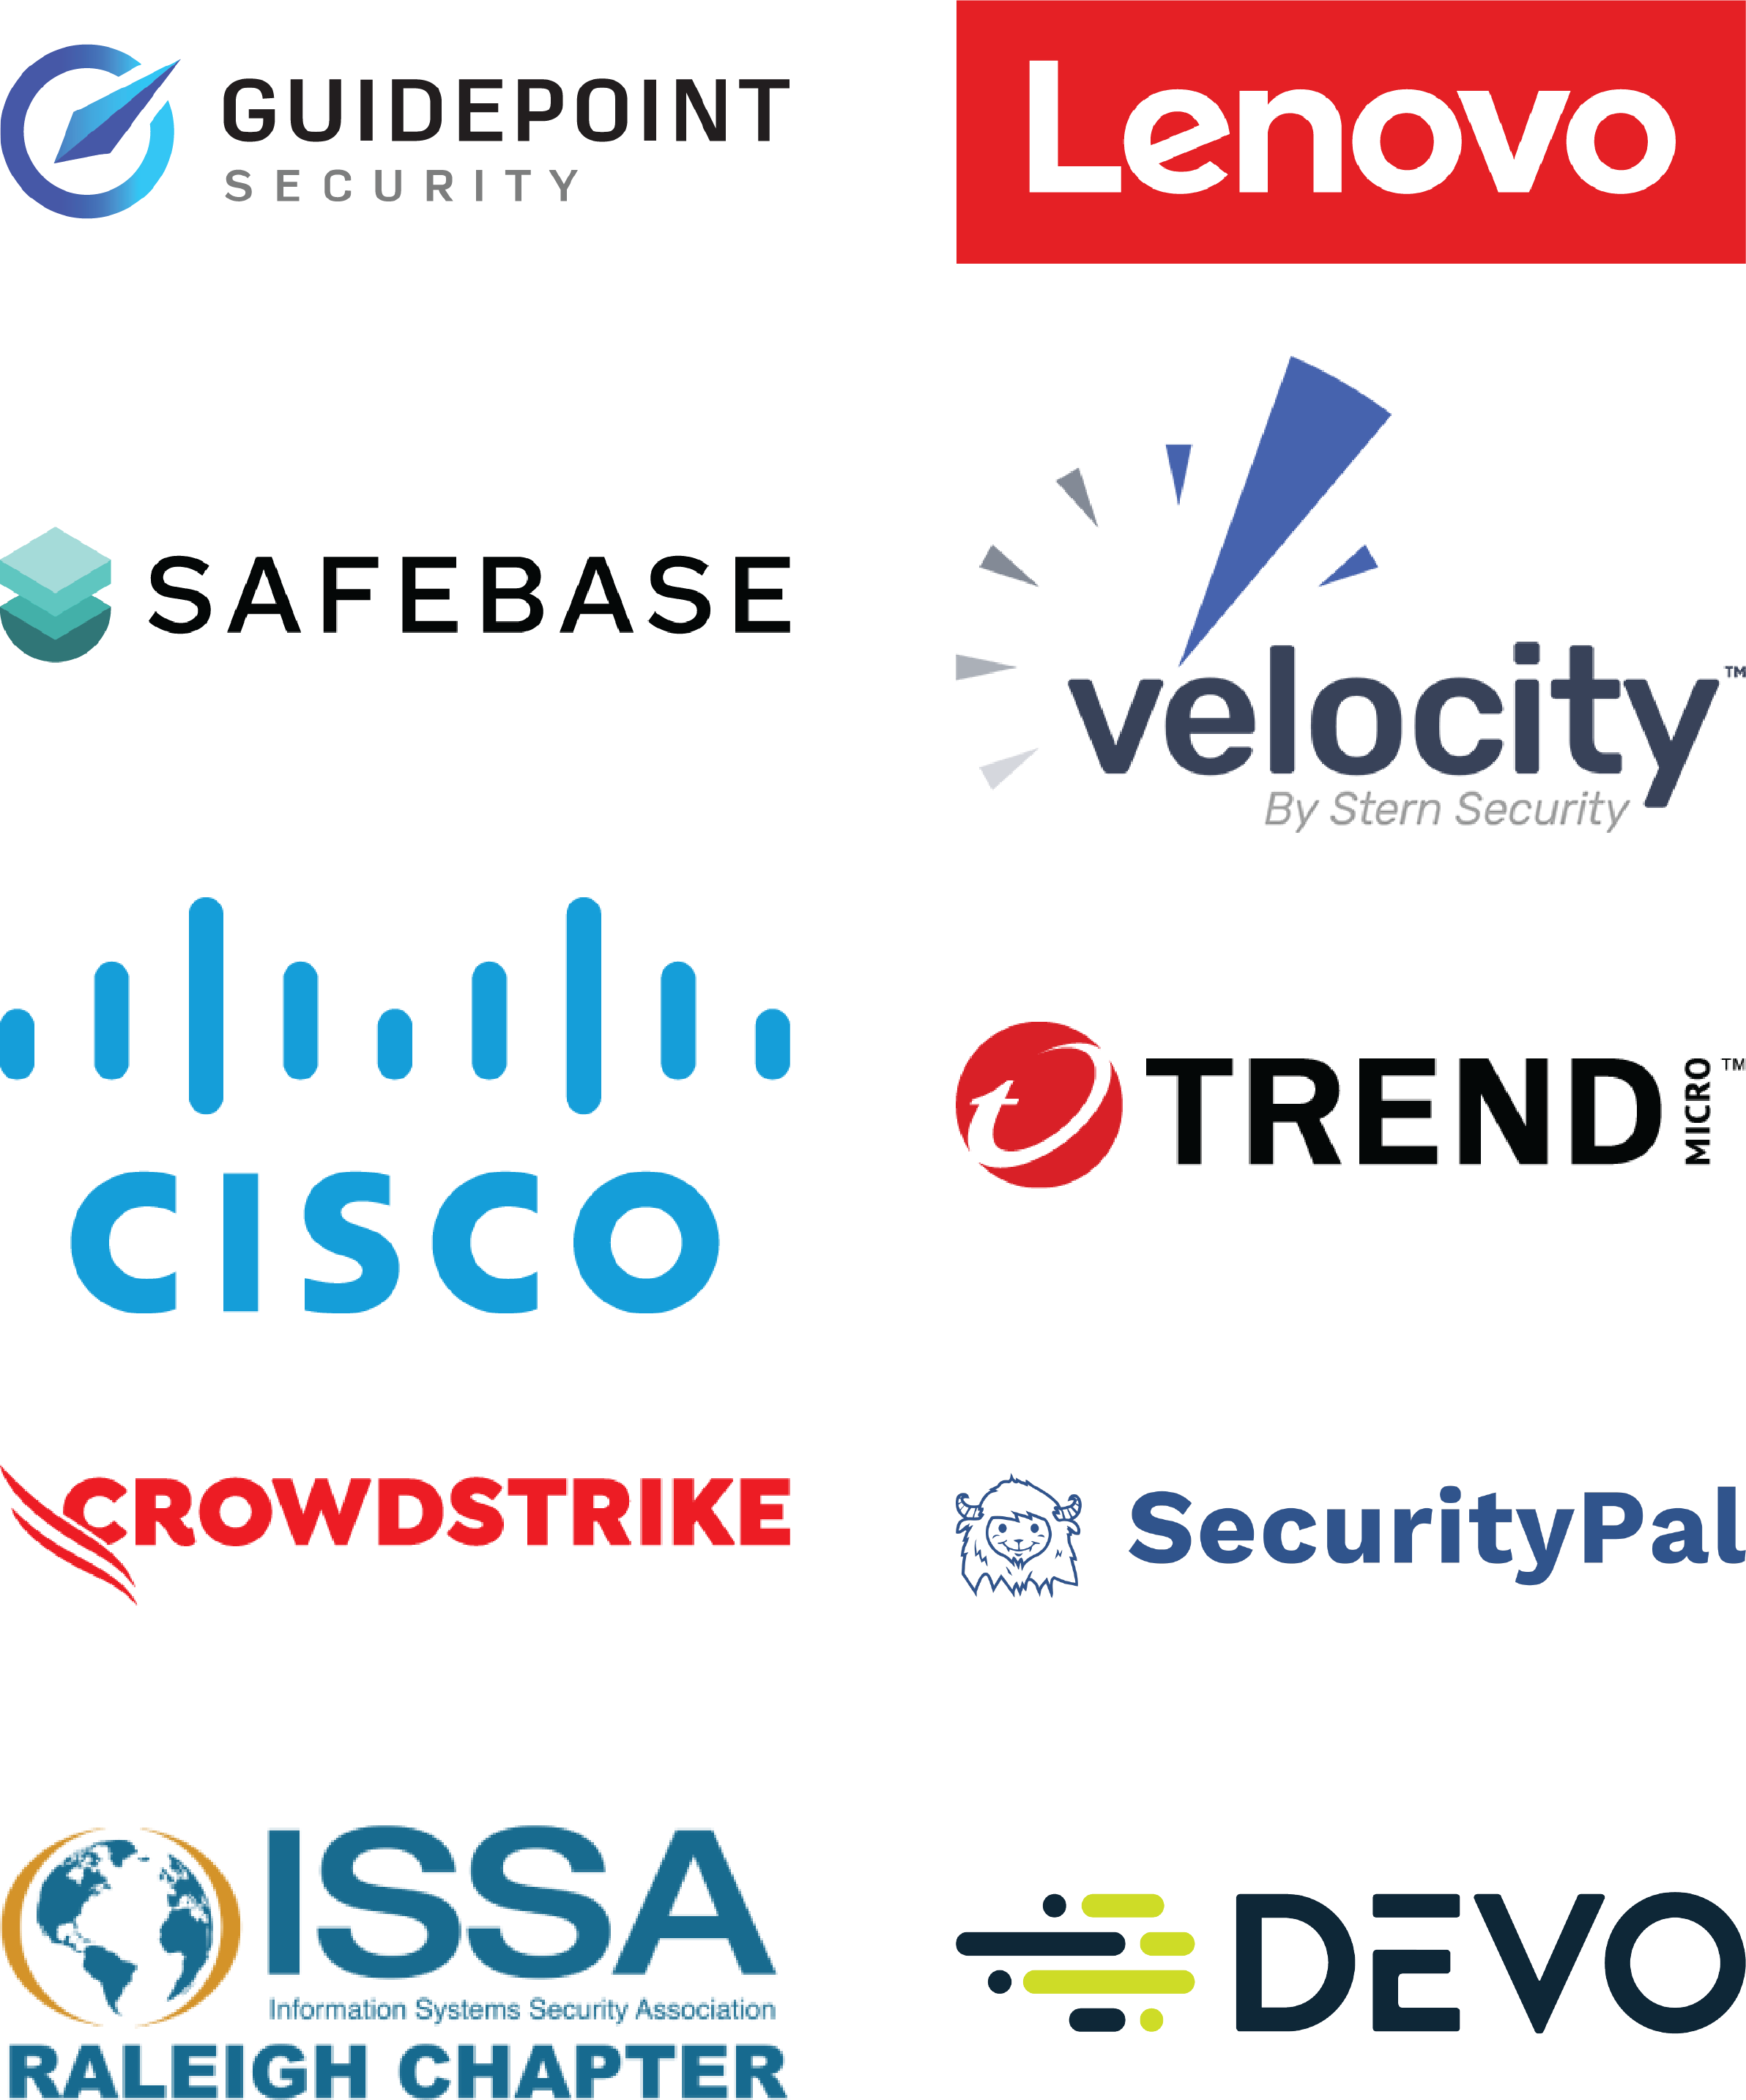 GUIDEPOINT
SECURITY
Lenovo
SAFEBASE
velocity™
By Stern Security
CISCO
TREND MICRO™
CROWDSTRIKE
SecurityPal
ISSA
Information Systems Security Association
RALEIGH CHAPTER
DEVO